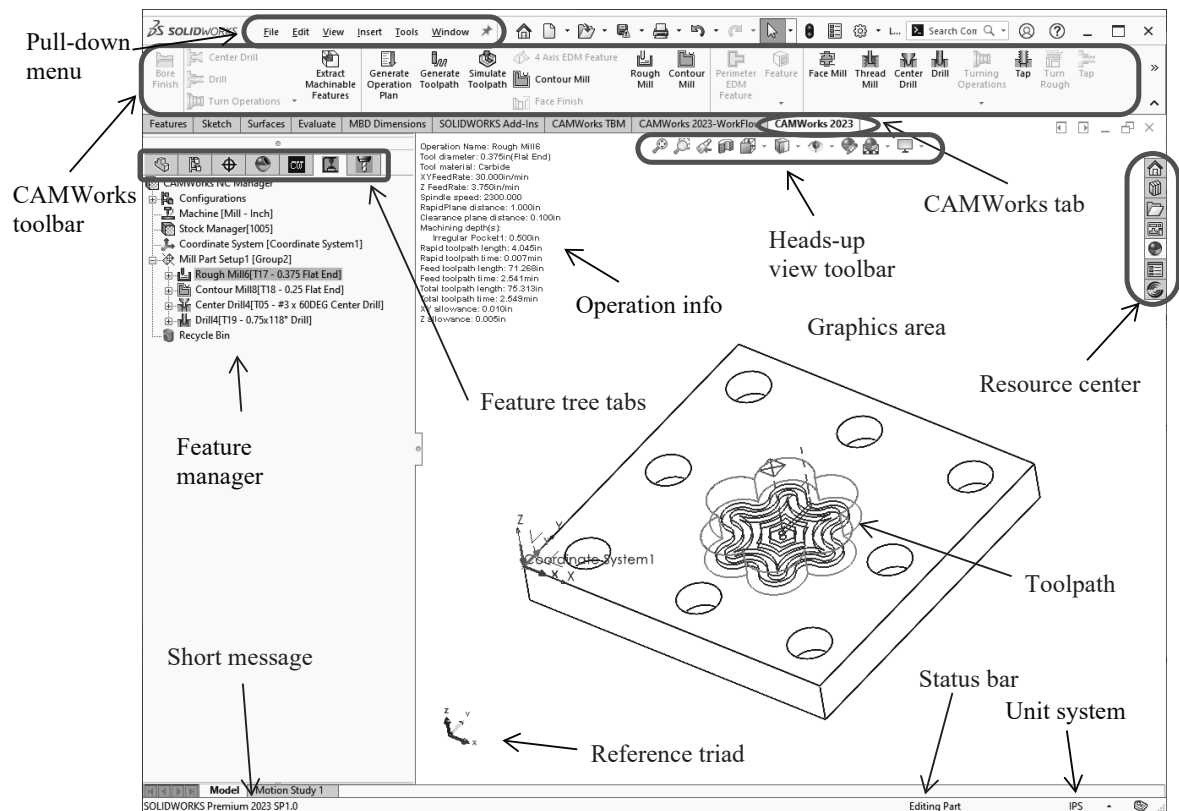 Pull-down
menu
CAMWorks
toolbar
SOLIDWORKS File Edit View Insert Tools Window
L... Search Con
Bore
Finish
Center Drill
Drill
Turn Operations
Extract
Machinable
Features
Generate
Operation
Plan
Generate
Toolpath
Simulate
Toolpath
4 Axis EDM Feature
Contour Mill
Face Finish
Rough
Mill
Contour
Mill
Perimeter
EDM
Feature
Feature
Face Mill
Thread
Mill
Center
Drill
Drill
Turning
Operations
Tap
Turn
Rough
Tap
Features Sketch Surfaces Evaluate MBD Dimensions SOLIDWORKS Add-Ins CAMWorks TBM CAMWorks 2023-WorkFlow CAMWorks 2023
CAMWorks NC Manager
Configurations
Machine [Mill - Inch]
Stock Manager[1005]
Coordinate System [Coordinate System1]
Mill Part Setup1 [Group2]
Rough Mill6[T17 - 0.375 Flat End]
Contour Mill8[T18 - 0.25 Flat End]
Center Drill4[T05 - #3 x 60DEG Center Drill]
Drill4[T19 - 0.75x118° Drill]
Recycle Bin
Operation Name: Rough Mill6
Tool diameter: 0.375in(Flat End)
Tool material: Carbide
XYFeedRate: 30.000in/min
Z FeedRate: 3.750in/min
Spindle speed: 2300.000
RapidPlane distance: 1.000in
Clearance plane distance: 0.100in
Machining depth(s):
Irregular Pocket1: 0.500in
Rapid toolpath length: 4.045in
Rapid toolpath time: 0.007min
Feed toolpath length: 71.268in
Feed toolpath time: 2.541min
Total toolpath length: 75.313in
Total toolpath time: 2.549min
XY allowance: 0.010in
Z allowance: 0.005in
CAMWorks tab
Heads-up
view toolbar
Operation info
Graphics area
Resource center
Feature tree tabs
Feature
manager
Z Y
Coordinate System1
X X
Toolpath
Short message
Status bar
Unit system
Z Y
X
Reference triad
Model Motion Study 1
SOLIDWORKS Premium 2023 SP1.0 Editing Part IPS